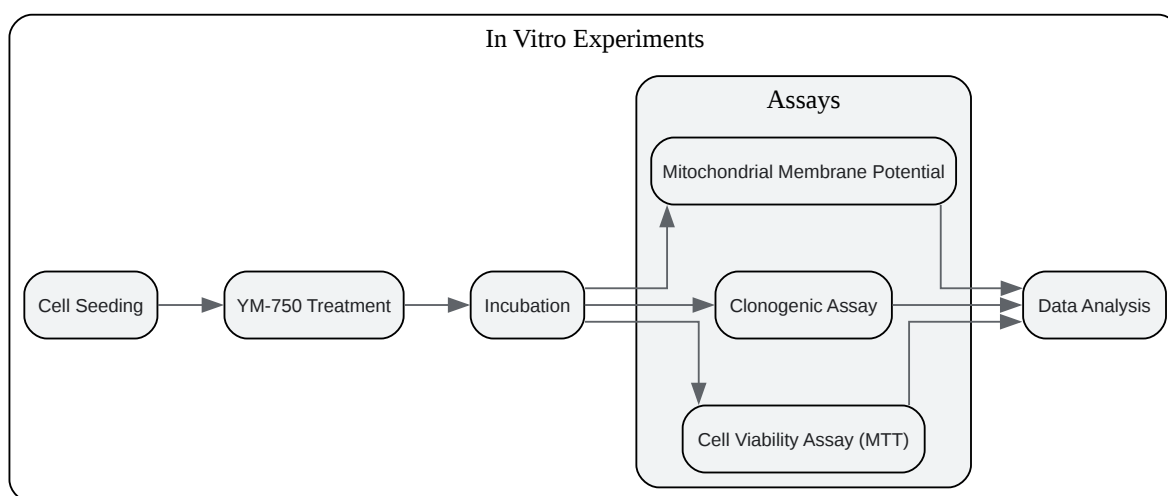 In Vitro Experiments
Assays
Mitochondrial Membrane Potential
Cell Seeding
YM-750 Treatment
Incubation
Clonogenic Assay
Data Analysis
Cell Viability Assay (MTT)